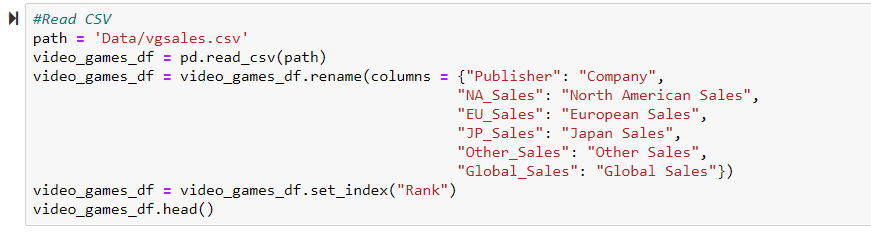 #Read CSV
path = 'Data/vgsales.csv'
video_games_df = pd.read_csv(path)
video_games_df = video_games_df.rename(columns = {"Publisher": "Company",
"NA_Sales": "North American Sales",
"EU_Sales": "European Sales",
"JP_Sales": "Japan Sales",
"Other_Sales": "Other Sales",
"Global_Sales": "Global Sales"})
video_games_df = video_games_df.set_index("Rank")
video_games_df.head()